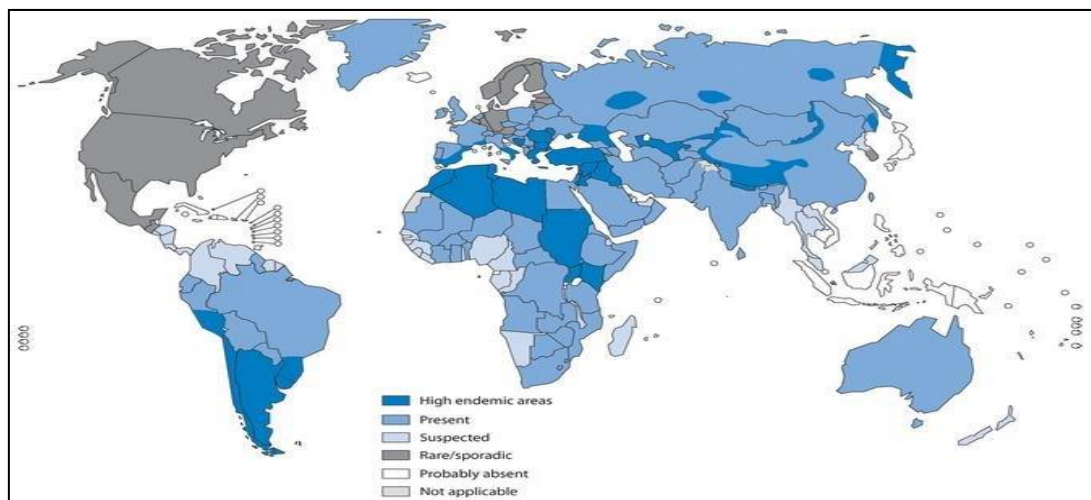 High endemic areas
Present
Suspected
Rare/sporadic
Probably absent
Not applicable